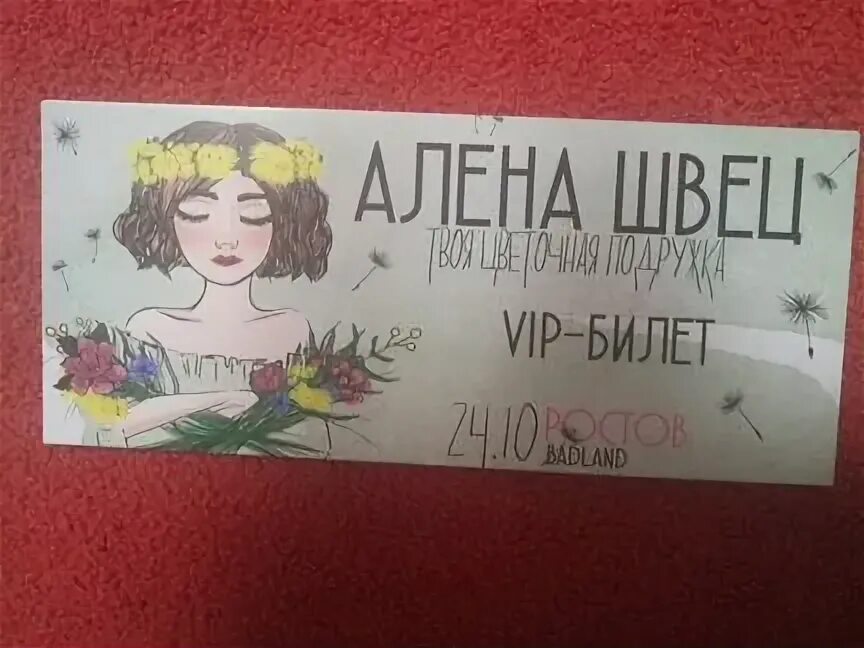 АЛЕНА ШВЕЦ
ТВОЯ ЦВЕТОЧНАЯ ПОДРУЖКА
VIP-БИЛЕТ
24.10 РОСТОВ
BADLAND